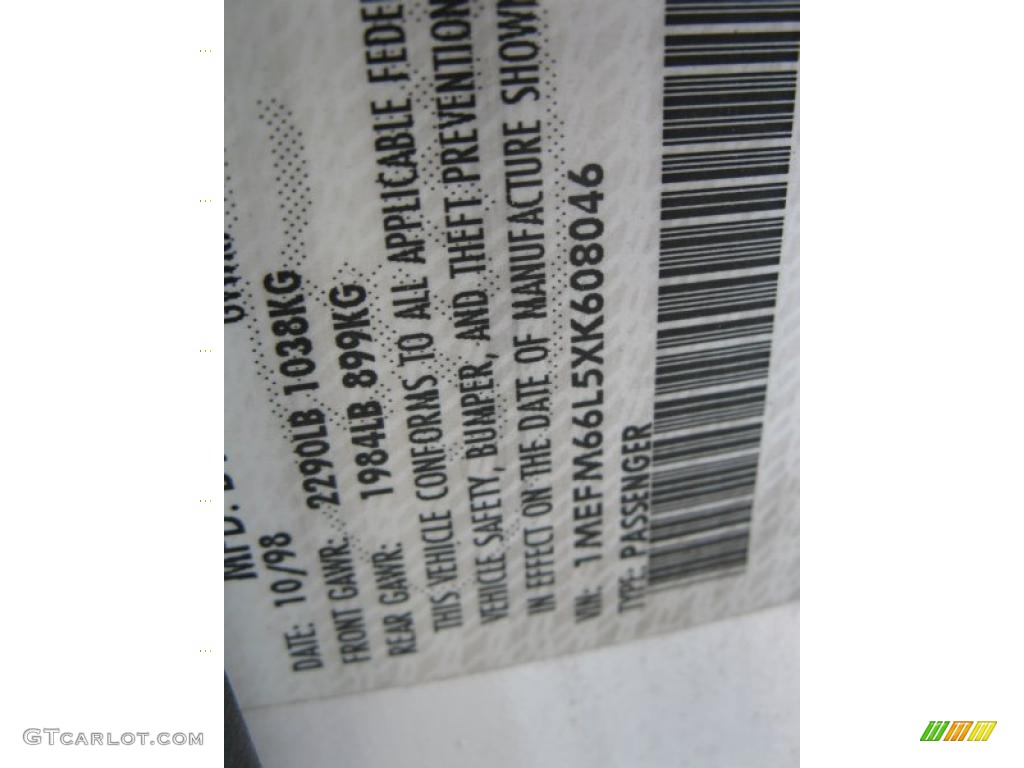 MFD. B
DATE: 10/98
FRONT GAWR: 2290LB 1038KG
REAR GAWR: 1984LB 899KG
THIS VEHICLE CONFORMS TO ALL APPLICABLE FEDE
VEHICLE SAFETY, BUMPER, AND THEFT PREVENTION
IN EFFECT ON THE DATE OF MANUFACTURE SHOWN
VIN: 1MEFM66L5XK608046
TYPE: PASSENGER
GTCARLOT.COM